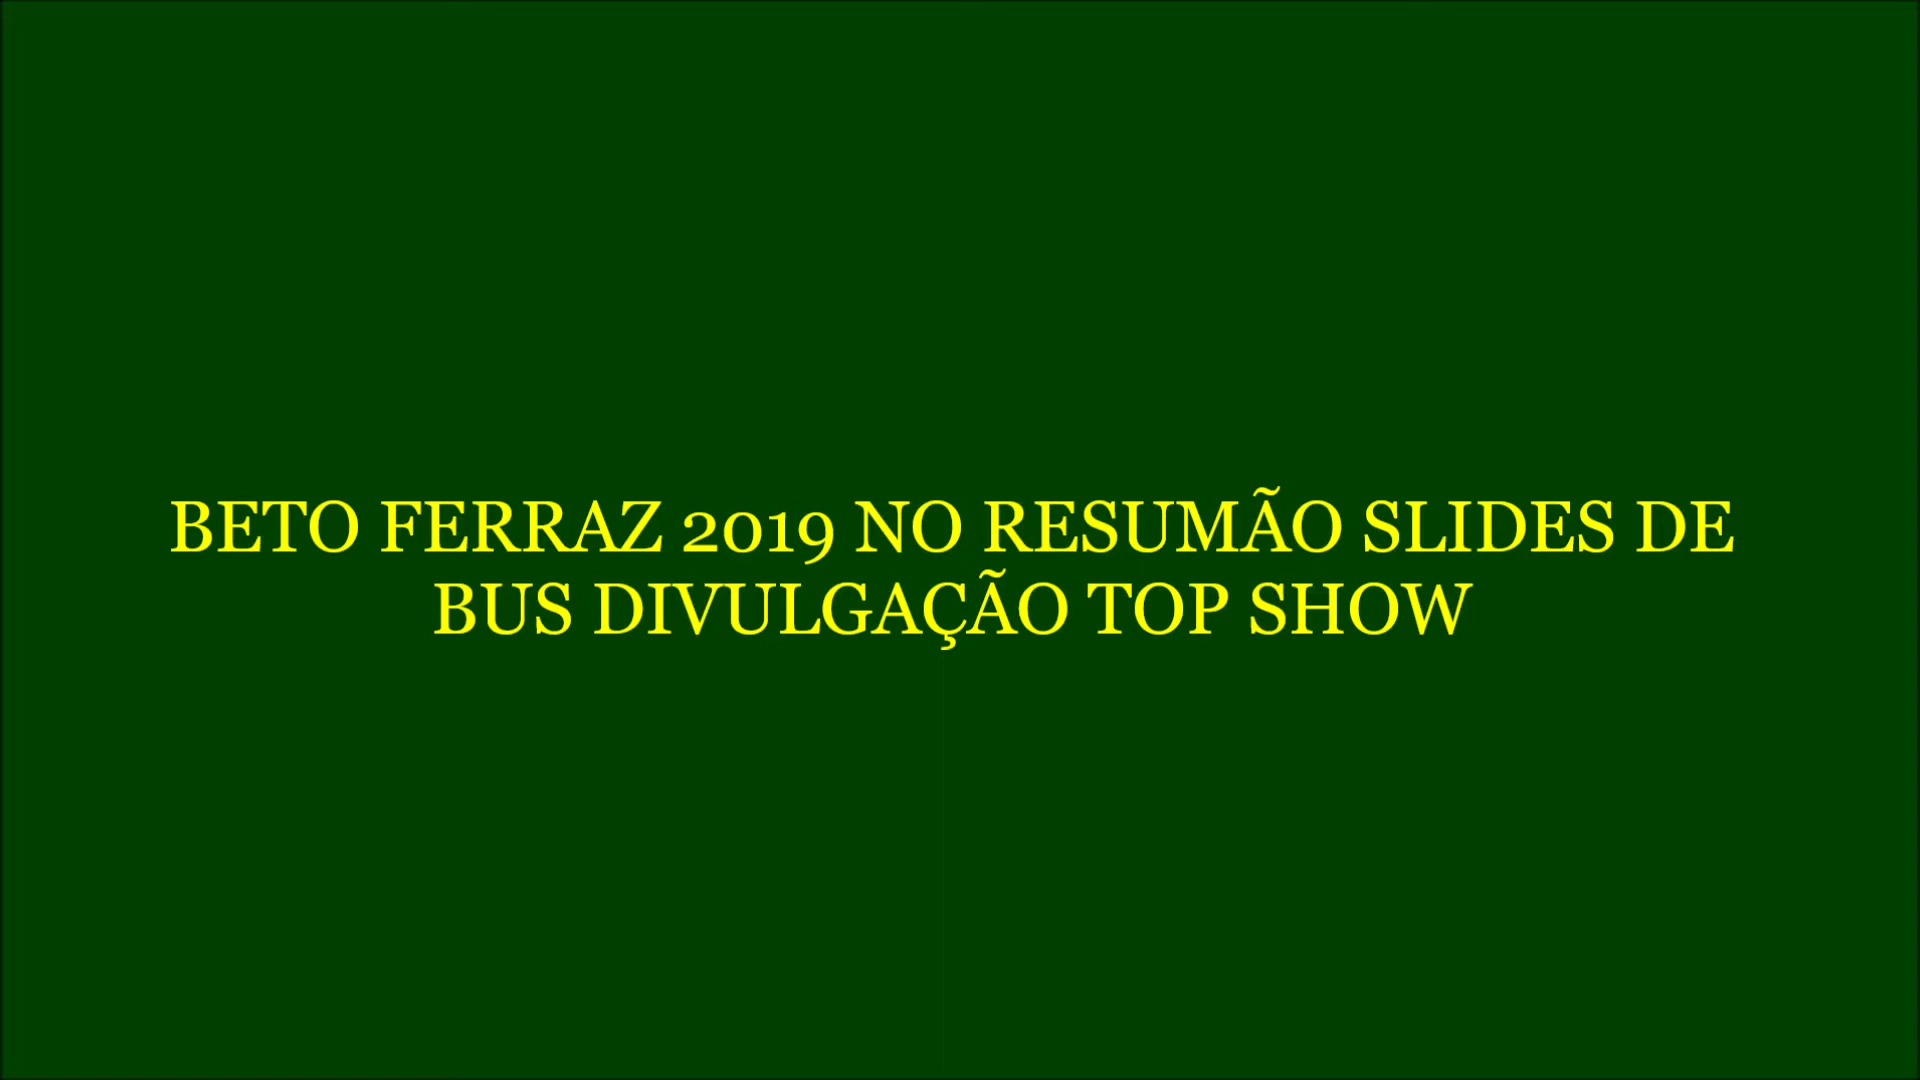 BETO FERRAZ 2019 NO RESUMÃO SLIDES DE
BUS DIVULGAÇÃO TOP SHOW